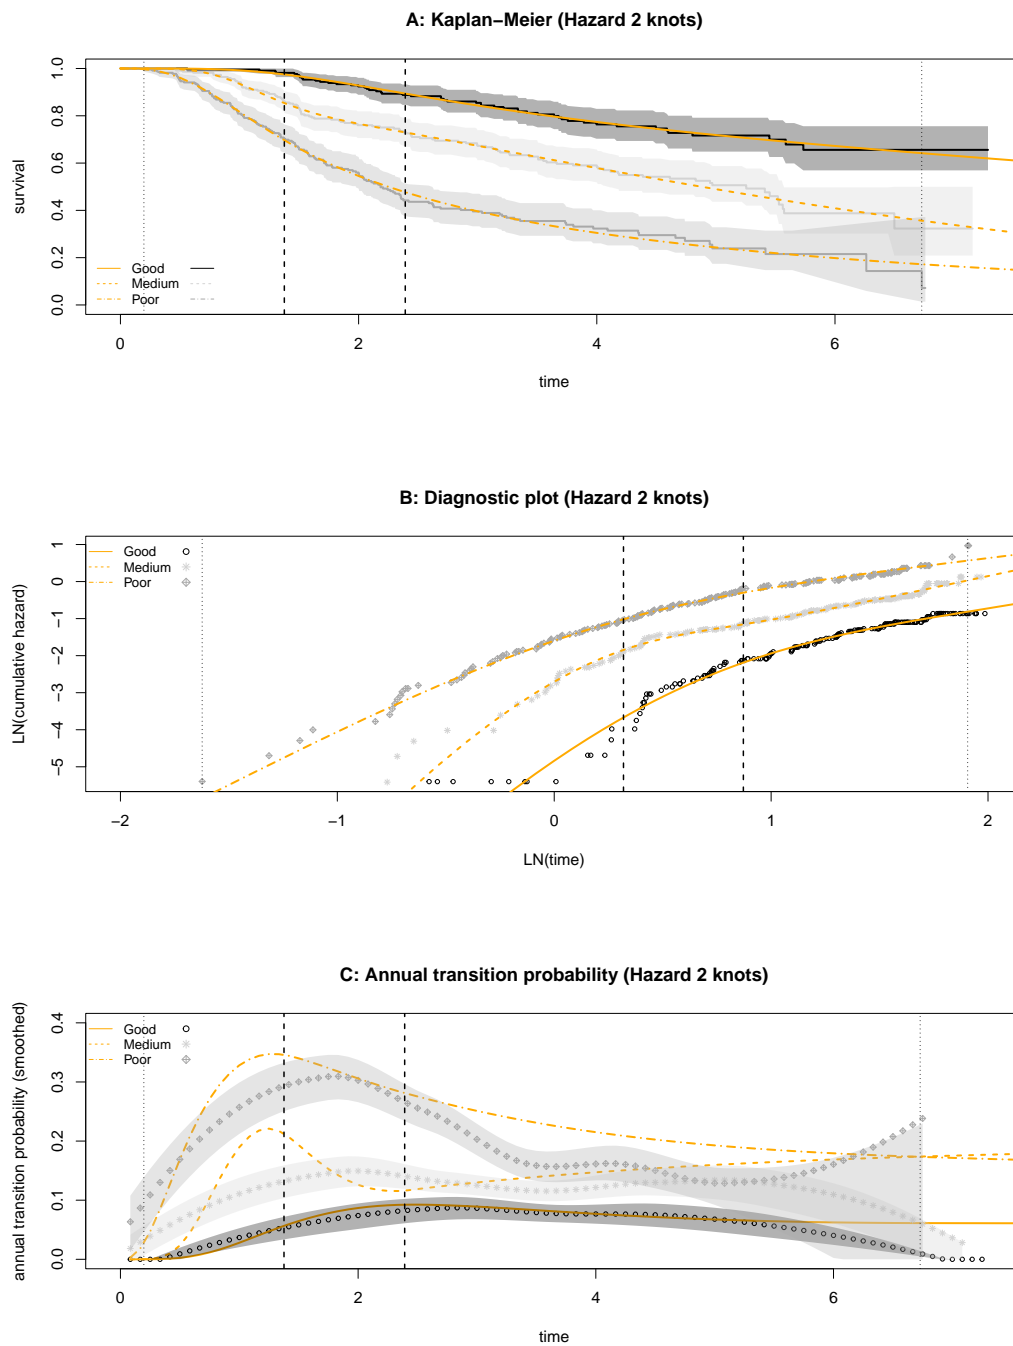 A: Kaplan−Meier (Hazard 2 knots)
survival
1.0
0.8
0.6
0.4
0.2
0.0
Good
Medium
Poor
0 2 4 6
time
B: Diagnostic plot (Hazard 2 knots)
LN(cumulative hazard)
1
0
−1
−2
−3
−4
−5
Good
Medium
Poor
−2 −1 0 1 2
LN(time)
C: Annual transition probability (Hazard 2 knots)
annual transition probability (smoothed)
0.4
0.3
0.2
0.1
0.0
Good
Medium
Poor
0 2 4 6
time